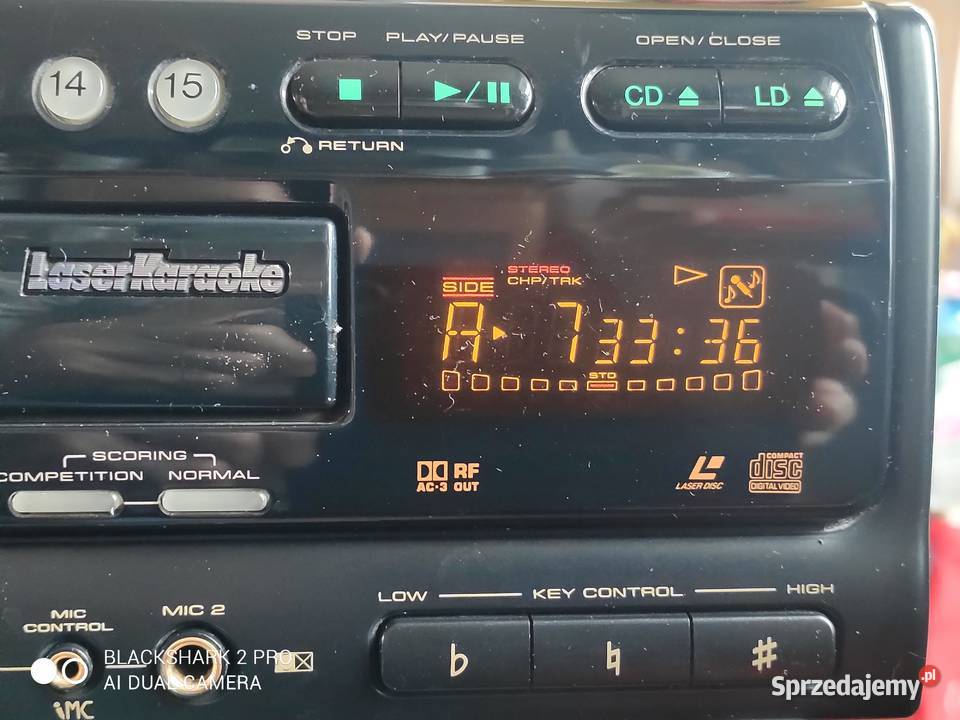 STOP PLAY/PAUSE OPEN/CLOSE
14 15 CD LD
RETURN
LaserKaraoke
STEREO
SIDE CHP/TRK
A 7 33:36
STD
SCORING
COMPETITION NORMAL
RF
AC-3 OUT
LASER DISC
COMPACT
disc
DIGITAL VIDEO
LOW KEY CONTROL HIGH
MIC
CONTROL
MIC 2
♭ ♮ ♯
BLACKSHARK 2 PRO
AI DUAL CAMERA
iMC
Sprzedajemy.pl